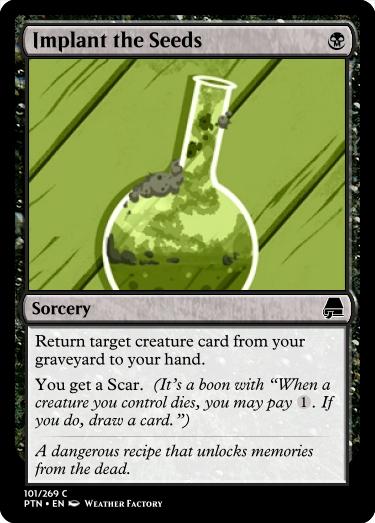 Implant the Seeds
Sorcery
Return target creature card from your
graveyard to your hand.
You get a Scar.  (It's a boon with “When a
creature you control dies, you may pay 1. If
you do, draw a card.”)
A dangerous recipe that unlocks memories
from the dead.
101/269 C
PTN • EN Weather Factory